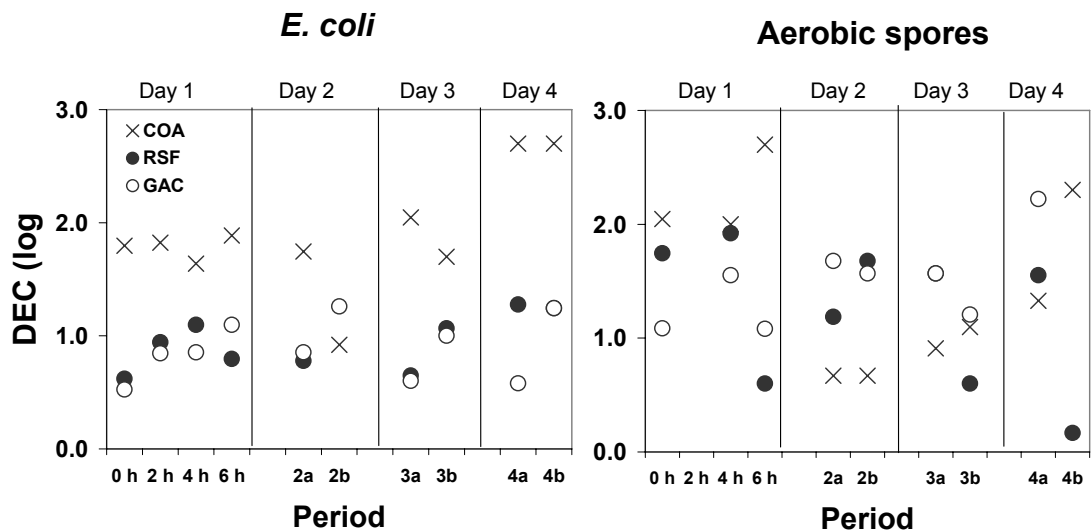 E. coli
Day 1 Day 2 Day 3 Day 4
3.0
COA
RSF
GAC
2.0
1.0
0.0
DEC (log
0 h 2 h 4 h 6 h 2a 2b 3a 3b 4a 4b
Period
Aerobic spores
Day 1 Day 2 Day 3 Day 4
3.0
2.0
1.0
0.0
0 h 2 h 4 h 6 h 2a 2b 3a 3b 4a 4b
Period